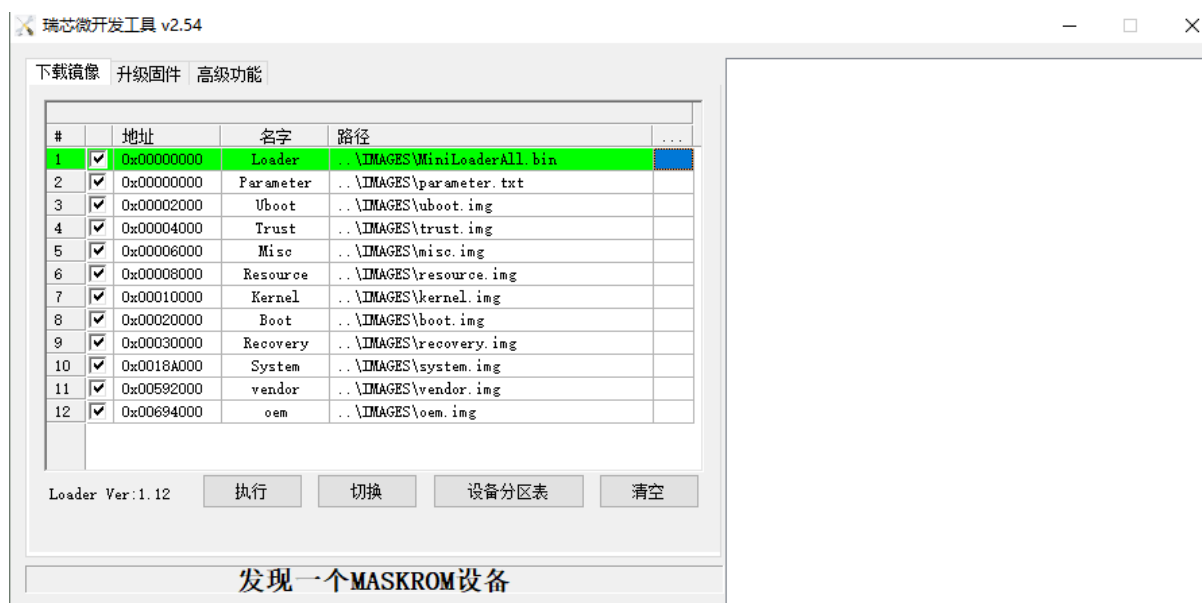 瑞芯微开发工具 v2.54
下载镜像 升级固件 高级功能
# 地址 名字 路径 ...
1 0x00000000 Loader ..\IMAGES\MiniLoaderAll.bin
2 0x00000000 Parameter ..\IMAGES\parameter.txt
3 0x00002000 Uboot ..\IMAGES\uboot.img
4 0x00004000 Trust ..\IMAGES\trust.img
5 0x00006000 Misc ..\IMAGES\misc.img
6 0x00008000 Resource ..\IMAGES\resource.img
7 0x00010000 Kernel ..\IMAGES\kernel.img
8 0x00020000 Boot ..\IMAGES\boot.img
9 0x00030000 Recovery ..\IMAGES\recovery.img
10 0x0018A000 System ..\IMAGES\system.img
11 0x00592000 vendor ..\IMAGES\vendor.img
12 0x00694000 oem ..\IMAGES\oem.img
Loader Ver:1.12 执行 切换 设备分区表 清空
发现一个MASKROM设备